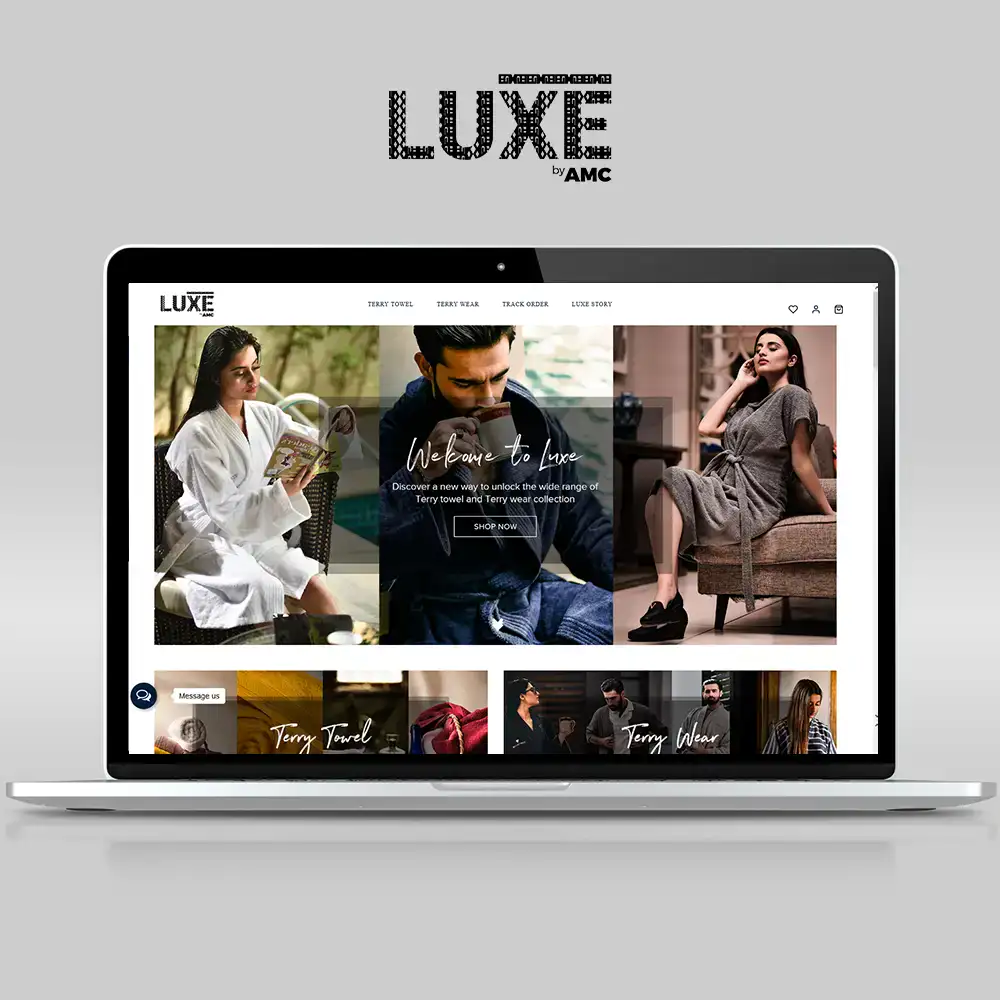 LUXE
by AMC
LUXE
by AMC
TERRY TOWEL TERRY WEAR TRACK ORDER LUXE STORY
Welcome to Luxe
Discover a new way to unlock the wide range of
Terry towel and Terry wear collection
SHOP NOW
Message us
Terry Towel
Terry Wear